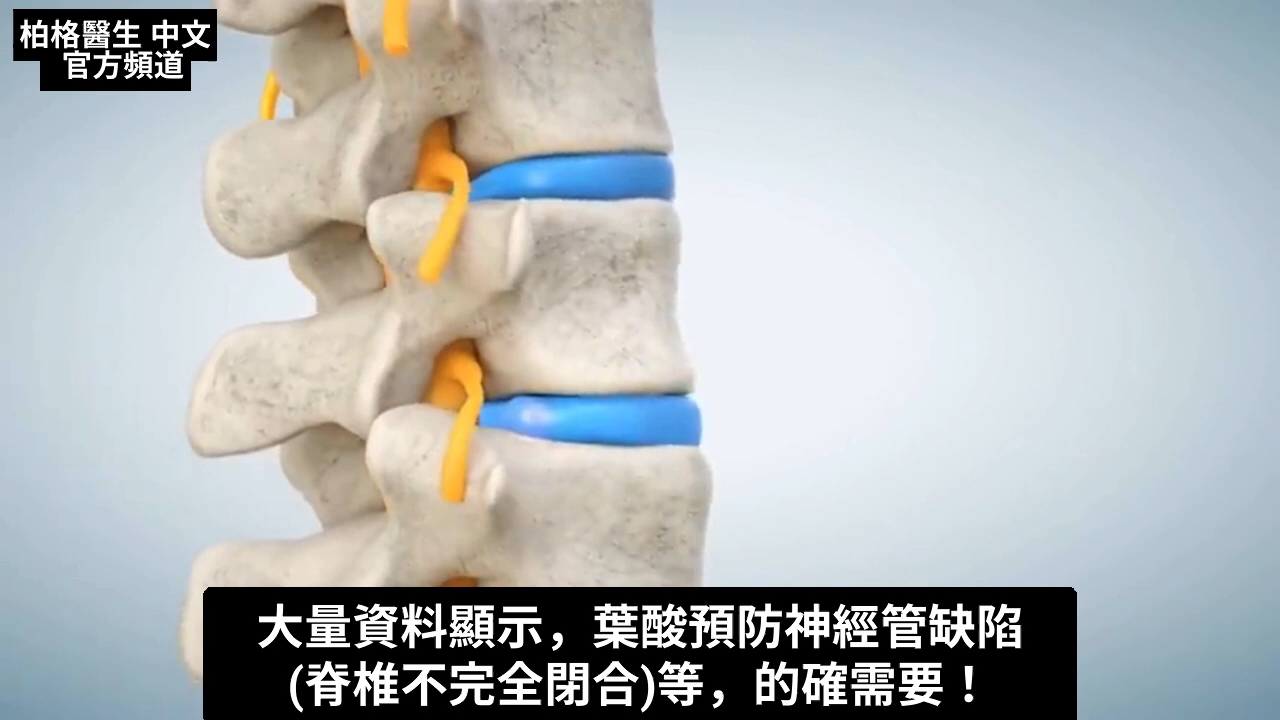 柏格醫生 中文
官方頻道
大量資料顯示，葉酸預防神經管缺陷
(脊椎不完全閉合)等，的確需要！